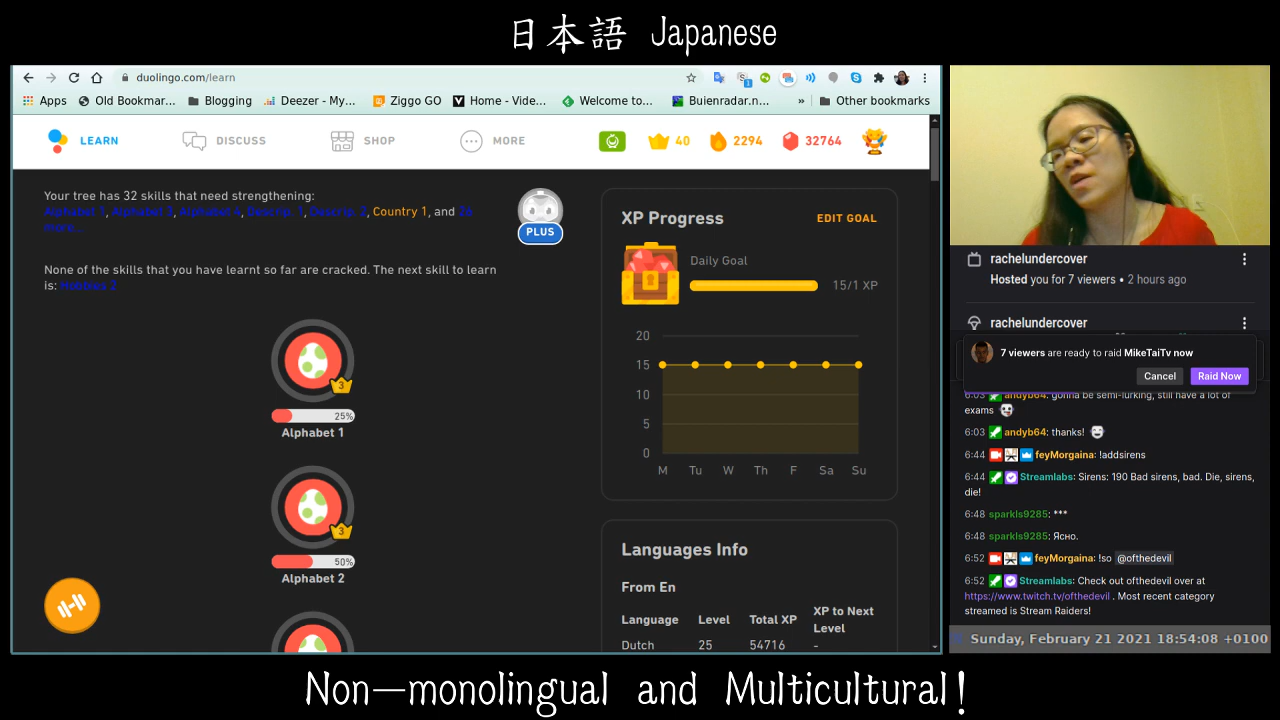 日本語 Japanese
duolingo.com/learn
Apps Old Bookmar... Blogging Deezer - My... Ziggo GO Home - Vide... Welcome to... Buienradar.n... » Other bookmarks
LEARN DISCUSS SHOP MORE 40 2294 32764
Your tree has 32 skills that need strengthening:
Alphabet 1, Alphabet 3, Alphabet 4, Descrip. 1, Descrip. 2, Country 1, and 26
more...
PLUS
None of the skills that you have learnt so far are cracked. The next skill to learn
is: Hobbies 2
3
25%
Alphabet 1
3
50%
Alphabet 2
XP Progress EDIT GOAL
Daily Goal
15/1 XP
20
15
10
5
0
M Tu W Th F Sa Su
Languages Info
From En
Language Level Total XP XP to Next Level
Dutch 25 54716 -
rachelundercover
Hosted you for 7 viewers • 2 hours ago
rachelundercover
7 viewers are ready to raid MikeTaiTv now
Cancel Raid Now
6:03 andyb64: gonna be semi-lurking, still have a lot of
exams
6:03 andyb64: thanks!
6:44 feyMorgaina: !addsirens
6:44 Streamlabs: Sirens: 190 Bad sirens, bad. Die, sirens,
die!
6:48 sparkls9285: ***
6:48 sparkls9285: Ясно.
6:52 feyMorgaina: !so @ofthedevil
6:52 Streamlabs: Check out ofthedevil over at
https://www.twitch.tv/ofthedevil . Most recent category
streamed is Stream Raiders!
Sunday, February 21 2021 18:54:08 +0100
Non-monolingual and Multicultural!